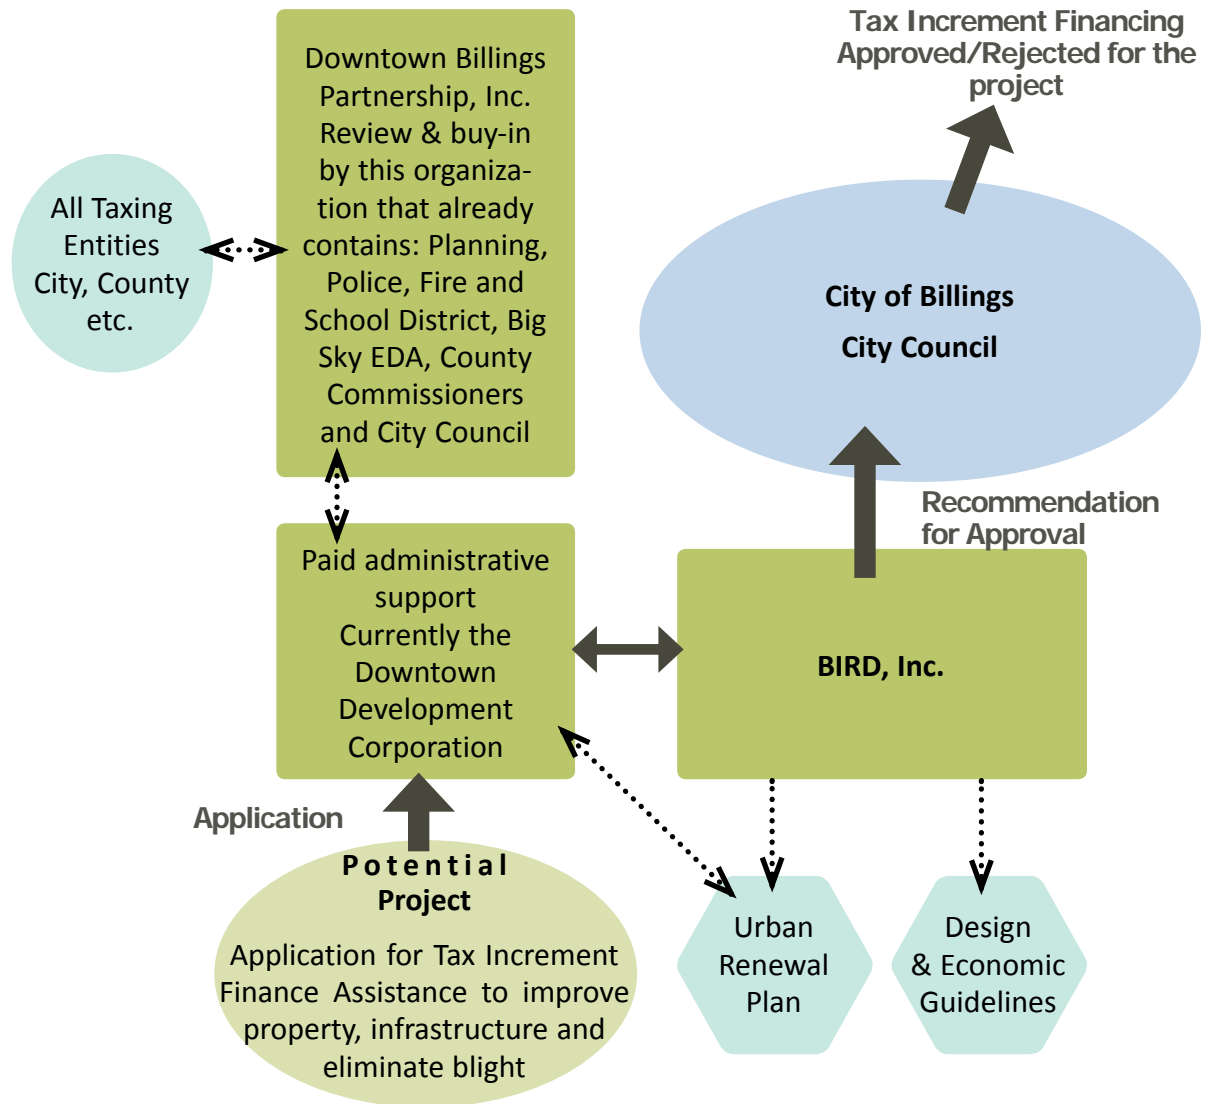 Tax Increment Financing
Approved/Rejected for the
project
Downtown Billings
Partnership, Inc.
Review & buy-in
by this organiza-
tion that already
contains: Planning,
Police, Fire and
School District, Big
Sky EDA, County
Commissioners
and City Council
All Taxing
Entities
City, County
etc.
City of Billings
City Council
Recommendation
for Approval
Paid administrative
support
Currently the
Downtown
Development
Corporation
BIRD, Inc.
Application
Potential
Project
Application for Tax Increment
Finance Assistance to improve
property, infrastructure and
eliminate blight
Urban
Renewal
Plan
Design
& Economic
Guidelines